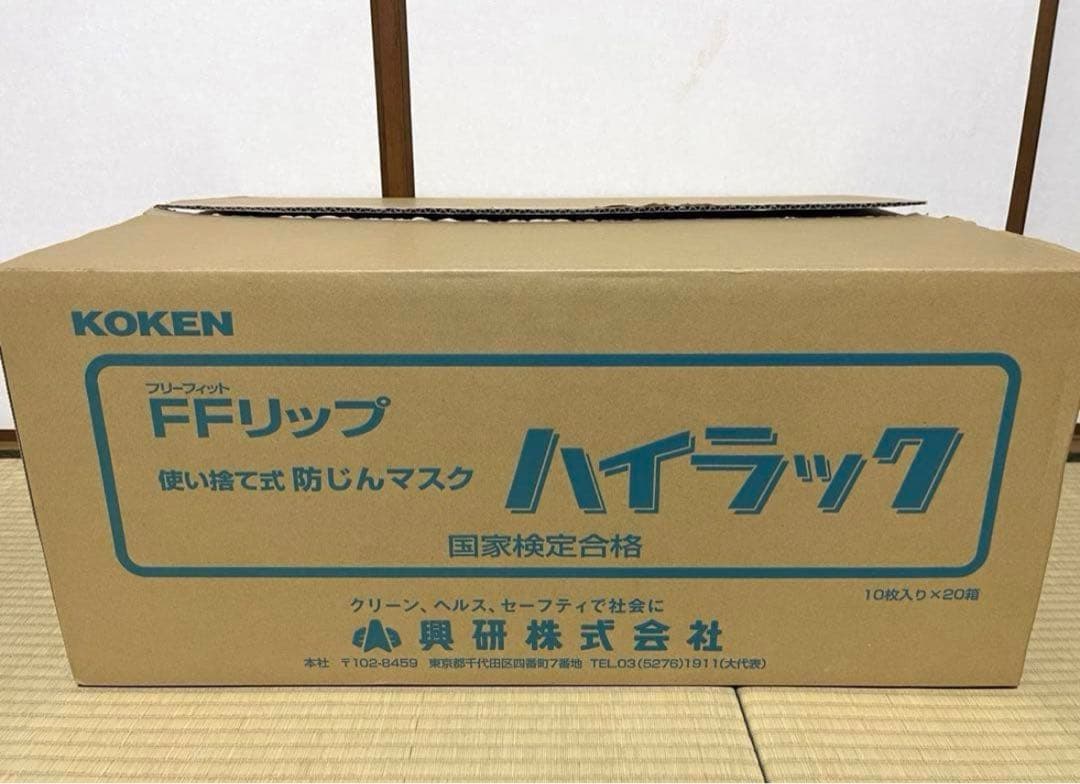 KOKEN
フリーフィット
FFリップ
使い捨て式 防じんマスク ハイラック
国家検定合格
10枚入り×20箱
クリーン、ヘルス、セーフティで社会に
興研株式会社
本社 〒102-8459 東京都千代田区四番町7番地 TEL.03(5276)1911(大代表)